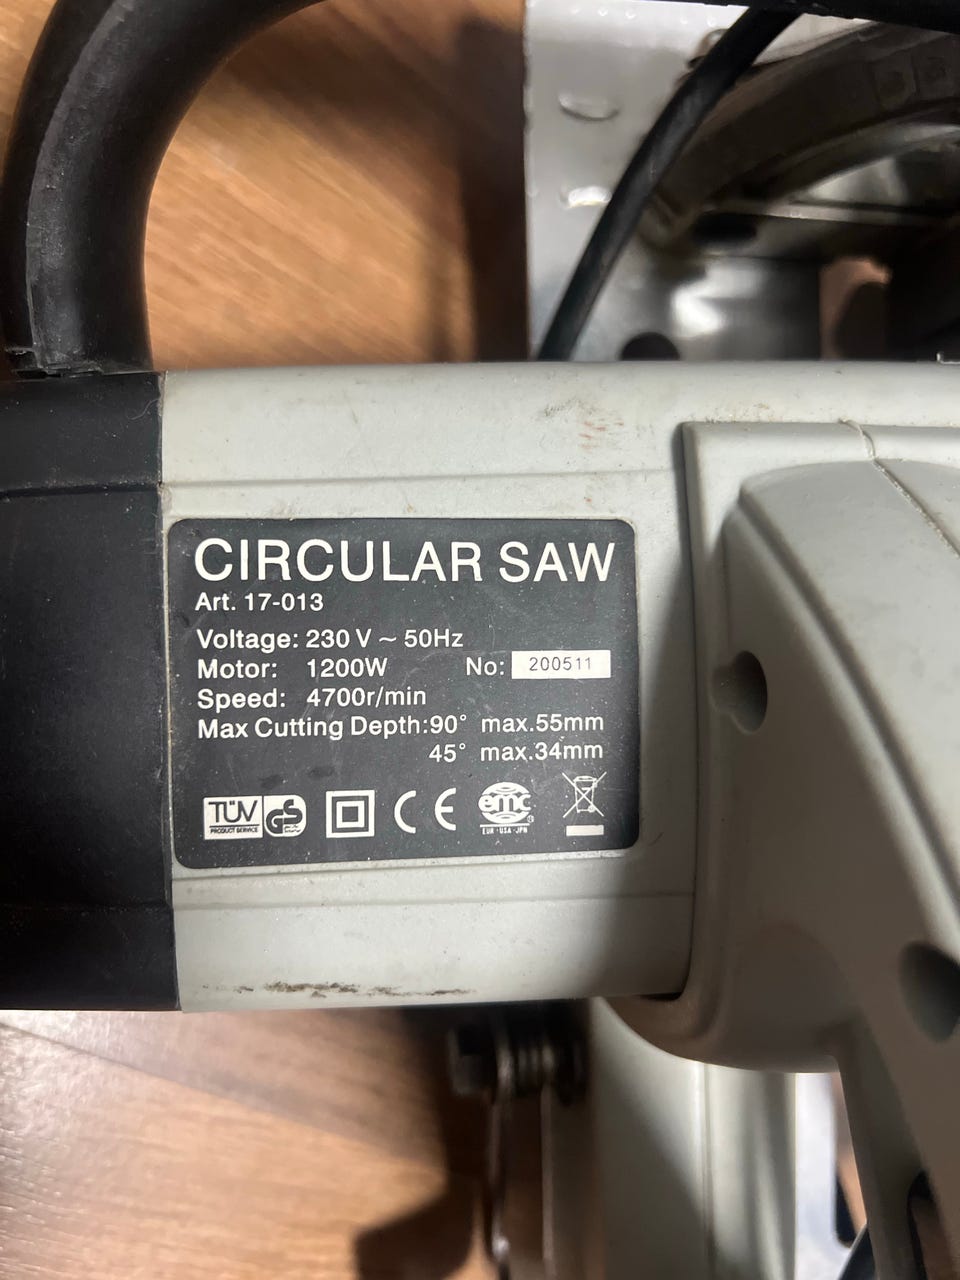 CIRCULAR SAW
Art. 17-013
Voltage: 230 V ~ 50Hz
Motor: 1200W No: 200511
Speed: 4700r/min
Max Cutting Depth:90° max.55mm
45° max.34mm
TÜV PRODUCT SERVICE GS CE emc
EUR · USA · JPN